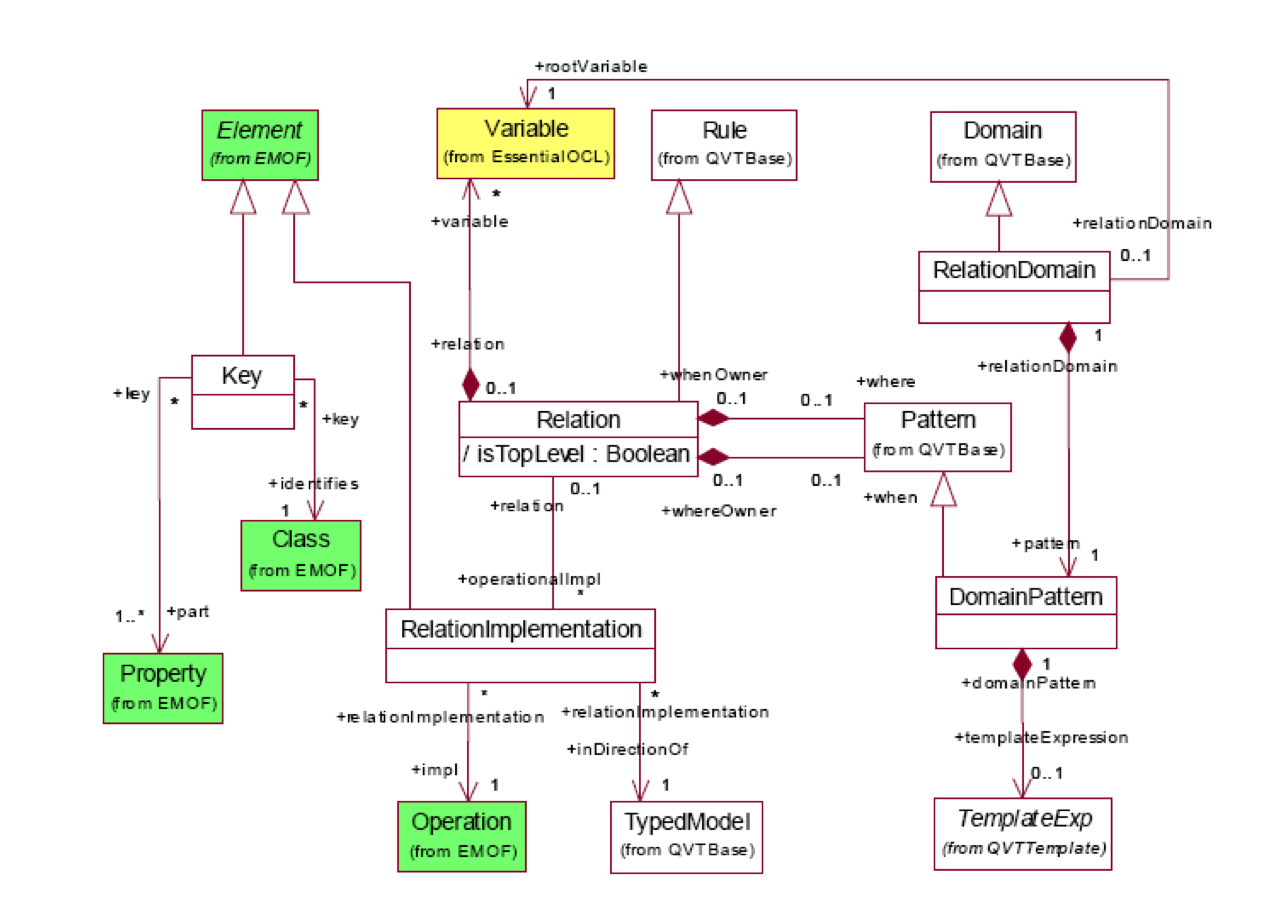 +rootVariable
1
Element
(from EMOF)
Variable
(from EssentialOCL)
Rule
(from QVTBase)
Domain
(from QVTBase)
*
+variable
+relationDomain
0..1
RelationDomain
+relation
0..1
1
+relationDomain
Key
+key
*
*
+key
+whenOwner
0..1
0..1
+where
Relation
/ isTopLevel : Boolean
Pattern
(from QVTBase)
0..1
+relation
0..1
+whereOwner
0..1
+when
+identifies
1
Class
(from EMOF)
+pattern
1
+operationalImpl
*
DomainPattern
1..*
+part
RelationImplementation
Property
(from EMOF)
1
+domainPattern
*
+relationImplementation
*
+relationImplementation
+inDirectionOf
+templateExpression
0..1
+impl
1
1
Operation
(from EMOF)
TypedModel
(from QVTBase)
TemplateExp
(from QVTTemplate)